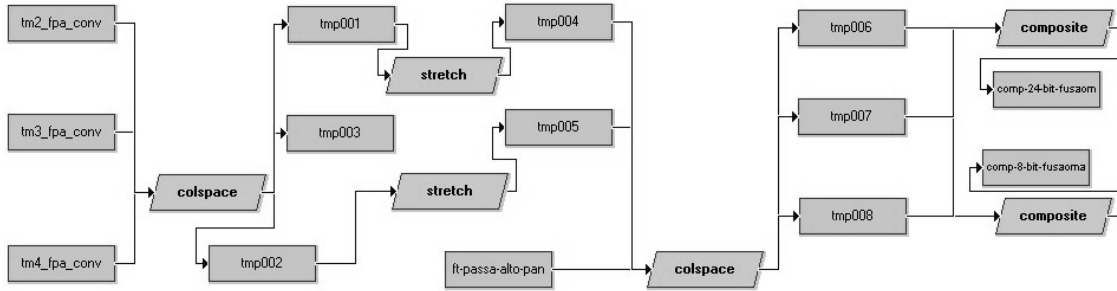 tm2_fpa_conv
tmp001
tmp004
tmp006
composite
stretch
comp-24-bit-fusaom
tm3_fpa_conv
tmp003
tmp005
tmp007
comp-8-bit-fusaoma
colspace
stretch
tmp008
composite
tm4_fpa_conv
tmp002
ft-passa-alto-pan
colspace